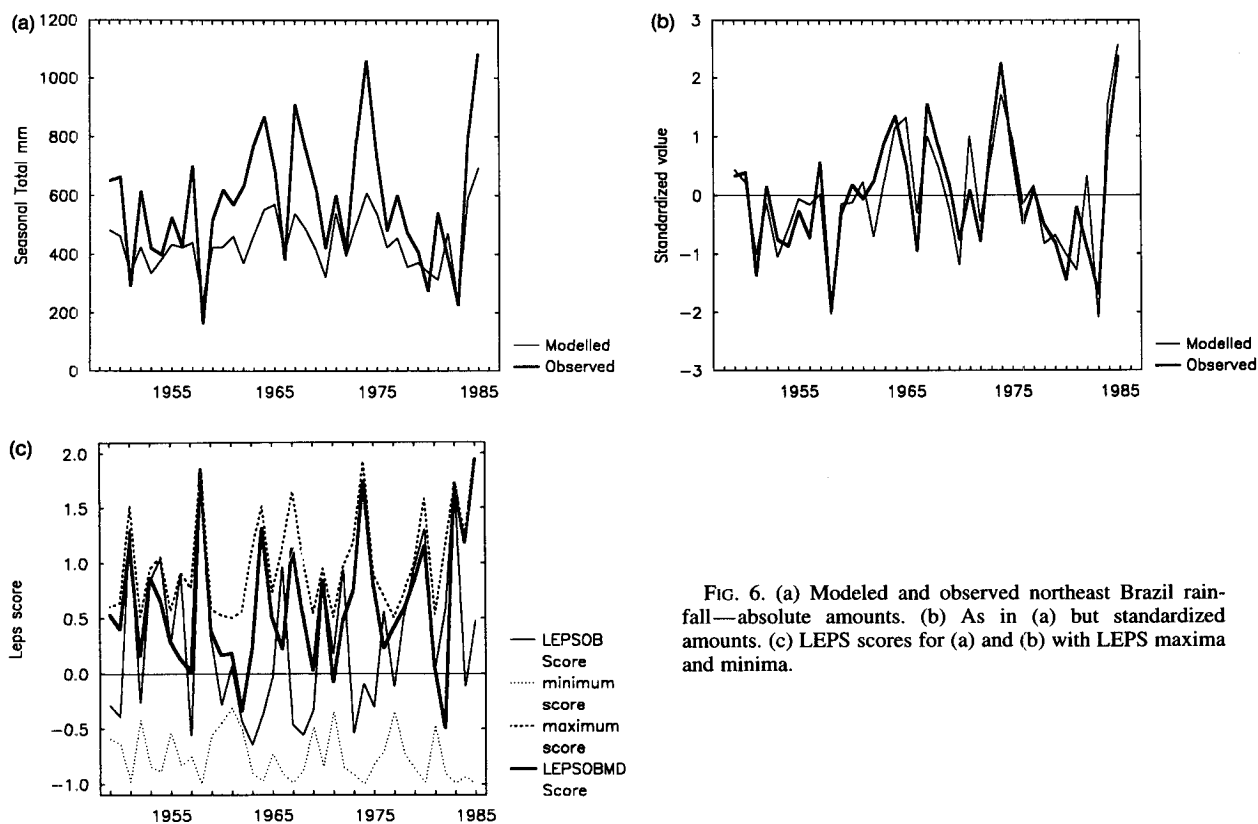 (a)
1200
1000
800
600
400
200
0
Seasonal Total mm
1955
1965
1975
1985
Modelled
Observed
(b)
3
2
1
0
−1
−2
−3
Standardized value
1955
1965
1975
1985
Modelled
Observed
(c)
2.0
1.5
1.0
0.5
0.0
−0.5
−1.0
Leps score
1955
1965
1975
1985
LEPSOB
Score
minimum
score
maximum
score
LEPSOBMD
Score
FIG. 6. (a) Modeled and observed northeast Brazil rain-
fall—absolute amounts. (b) As in (a) but standardized
amounts. (c) LEPS scores for (a) and (b) with LEPS maxima
and minima.